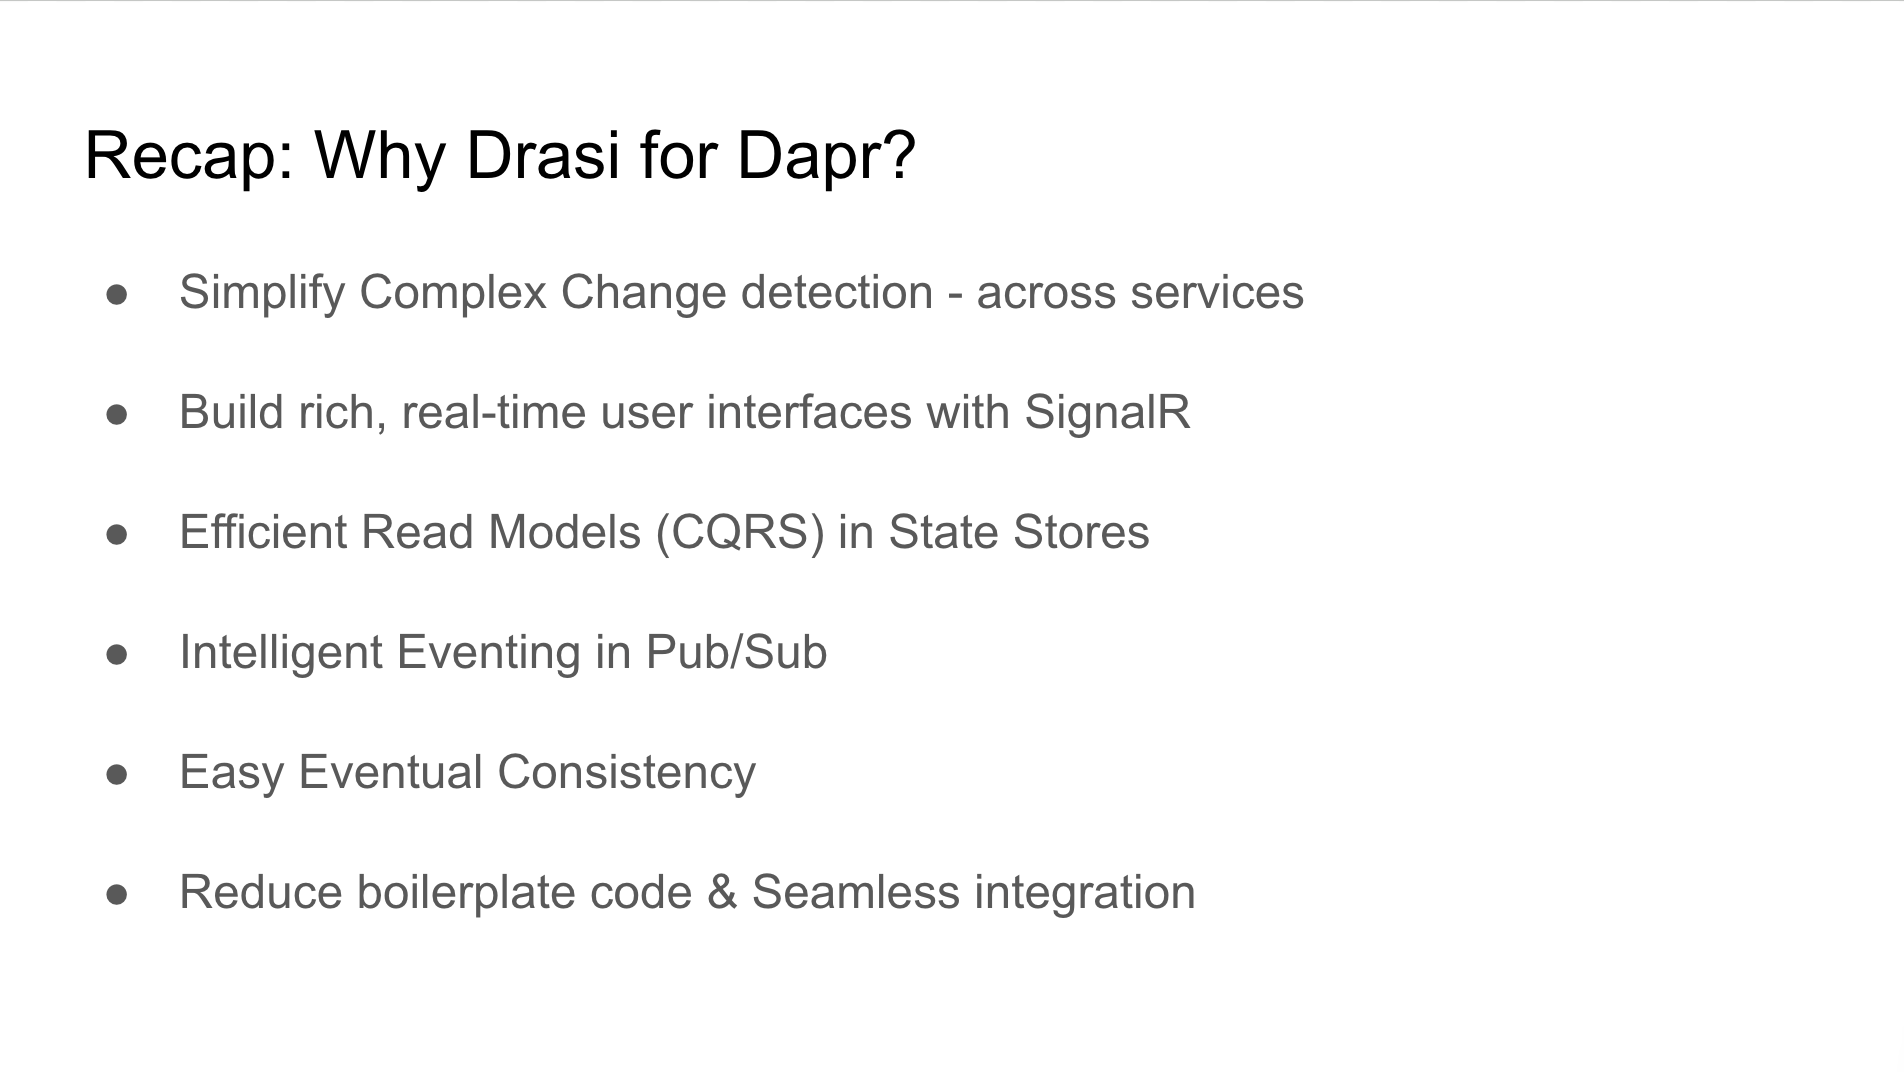 Recap: Why Drasi for Dapr?
● Simplify Complex Change detection - across services
● Build rich, real-time user interfaces with SignalR
● Efficient Read Models (CQRS) in State Stores
● Intelligent Eventing in Pub/Sub
● Easy Eventual Consistency
● Reduce boilerplate code & Seamless integration